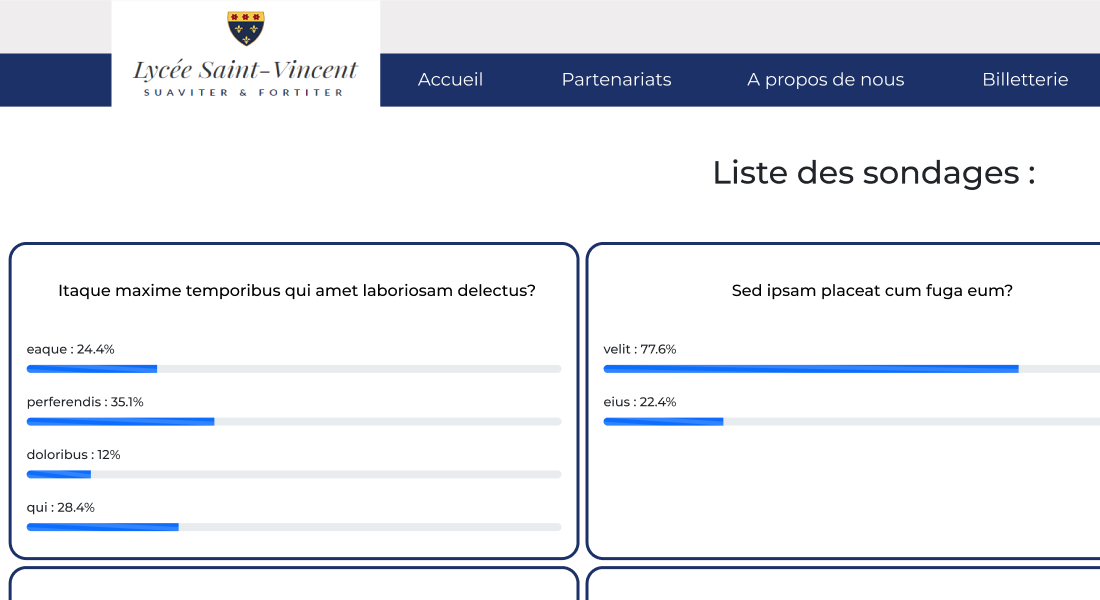 Lycée Saint-Vincent
SUAVITER & FORTITER
Accueil
Partenariats
A propos de nous
Billetterie
Liste des sondages :
Itaque maxime temporibus qui amet laboriosam delectus?
eaque : 24.4%
perferendis : 35.1%
doloribus : 12%
qui : 28.4%
Sed ipsam placeat cum fuga eum?
velit : 77.6%
eius : 22.4%